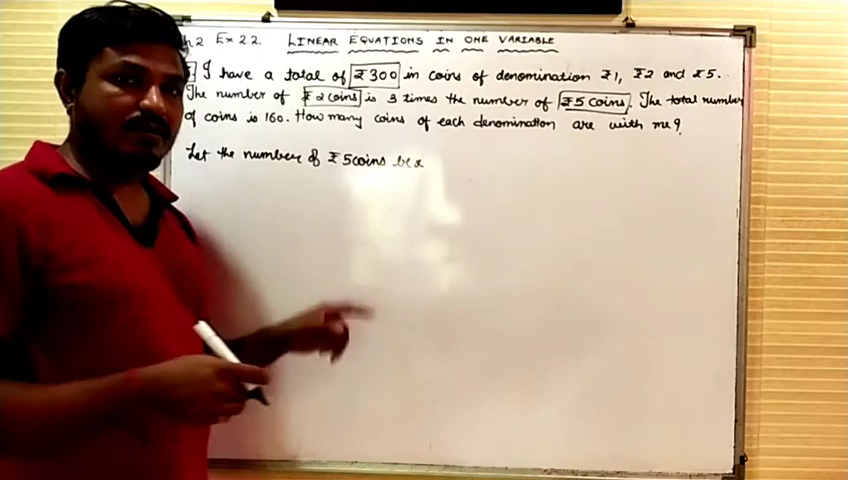 h2 Ex 2.2. LINEAR EQUATIONS IN ONE VARIABLE
I have a total of ₹300 in coins of denomination ₹1, ₹2 and ₹5.
The number of ₹2 coins is 3 times the number of ₹5 coins. The total number
of coins is 160. How many coins of each denomination are with me?
Let the number of ₹5 coins be x